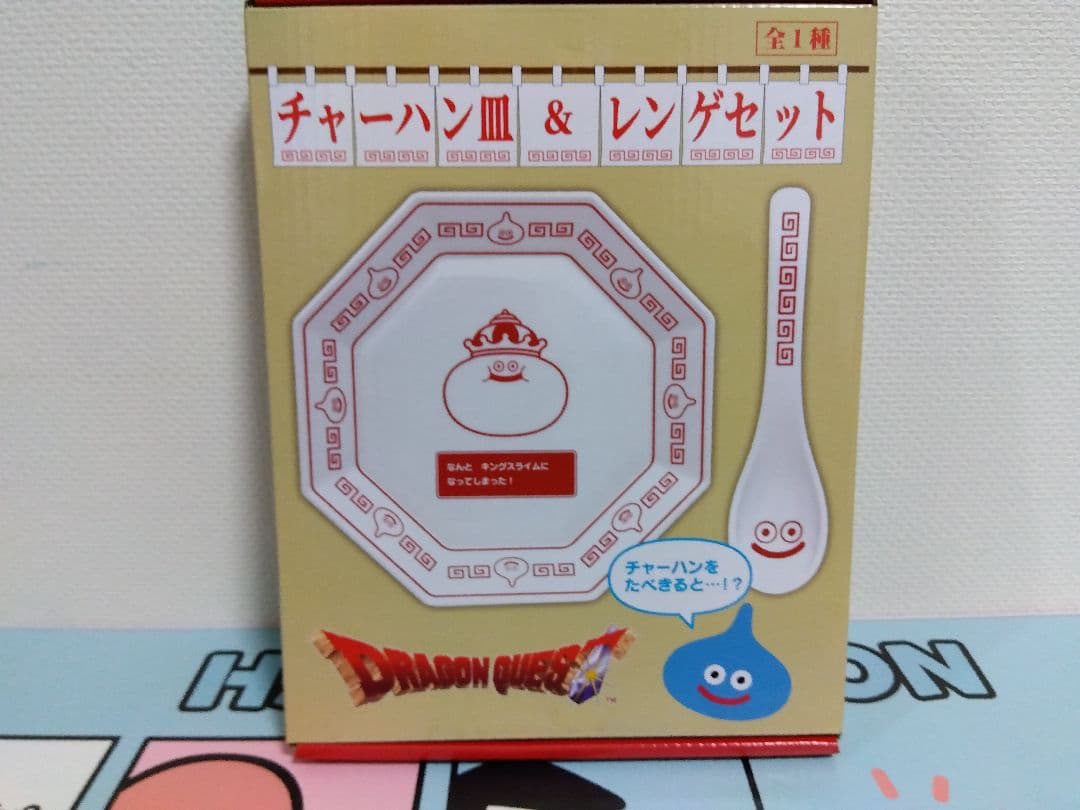 全1種
チャーハン皿 & レンゲセット
なんと キングスライムに
なってしまった！
チャーハンを
たべきると…！？
DRAGON QUEST
™
ON